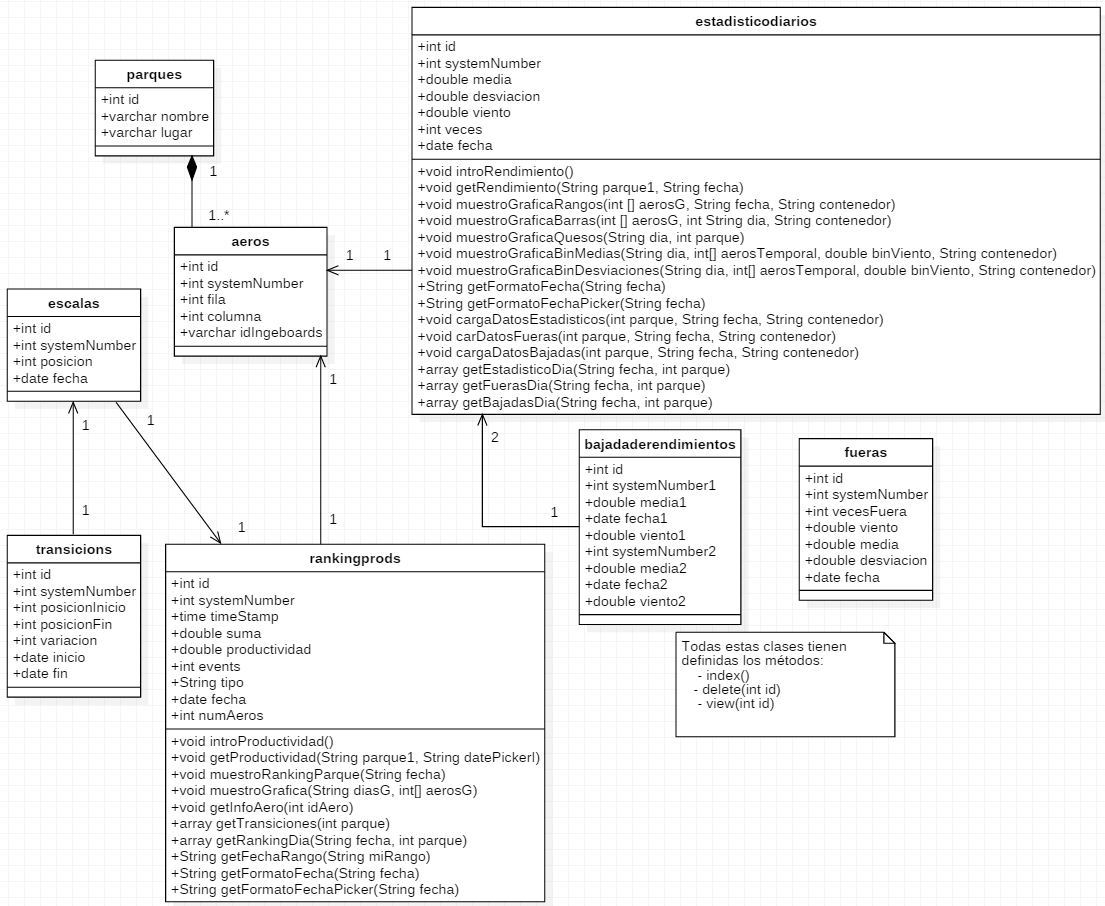 estadisticodiarios
+int id
+int systemNumber
+double media
+double desviacion
+double viento
+int veces
+date fecha
+void introRendimiento()
+void getRendimiento(String parque1, String fecha)
+void muestroGraficaRangos(int [] aerosG, String fecha, String contenedor)
+void muestroGraficaBarras(int [] aerosG, int String dia, String contenedor)
+void muestroGraficaQuesos(String dia, int parque)
+void muestroGraficaBinMedias(String dia, int[] aerosTemporal, double binViento, String contenedor)
+void muestroGraficaBinDesviaciones(String dia, int[] aerosTemporal, double binViento, String contenedor)
+String getFormatoFecha(String fecha)
+String getFormatoFechaPicker(String fecha)
+void cargaDatosEstadisticos(int parque, String fecha, String contenedor)
+void carDatosFueras(int parque, String fecha, String contenedor)
+void cargaDatosBajadas(int parque, String fecha, String contenedor)
+array getEstadisticoDia(String fecha, int parque)
+array getFuerasDia(String fecha, int parque)
+array getBajadasDia(String fecha, int parque)
parques
+int id
+varchar nombre
+varchar lugar
1
1..*
aeros
+int id
+int systemNumber
+int fila
+int columna
+varchar idIngeboards
1
1
escalas
+int id
+int systemNumber
+int posicion
+date fecha
1
1
1
1
1
1
transicions
+int id
+int systemNumber
+int posicionInicio
+int posicionFin
+int variacion
+date inicio
+date fin
rankingprods
+int id
+int systemNumber
+time timeStamp
+double suma
+double productividad
+int events
+String tipo
+date fecha
+int numAeros
+void introProductividad()
+void getProductividad(String parque1, String datePickerI)
+void muestroRankingParque(String fecha)
+void muestroGrafica(String diasG, int[] aerosG)
+void getInfoAero(int idAero)
+array getTransiciones(int parque)
+array getRankingDia(String fecha, int parque)
+String getFechaRango(String miRango)
+String getFormatoFecha(String fecha)
+String getFormatoFechaPicker(String fecha)
2
1
bajadaderendimientos
+int id
+int systemNumber1
+double media1
+date fecha1
+double viento1
+int systemNumber2
+double media2
+date fecha2
+double viento2
fueras
+int id
+int systemNumber
+int vecesFuera
+double viento
+double media
+double desviacion
+date fecha
Todas estas clases tienen
definidas los métodos:
- index()
- delete(int id)
- view(int id)